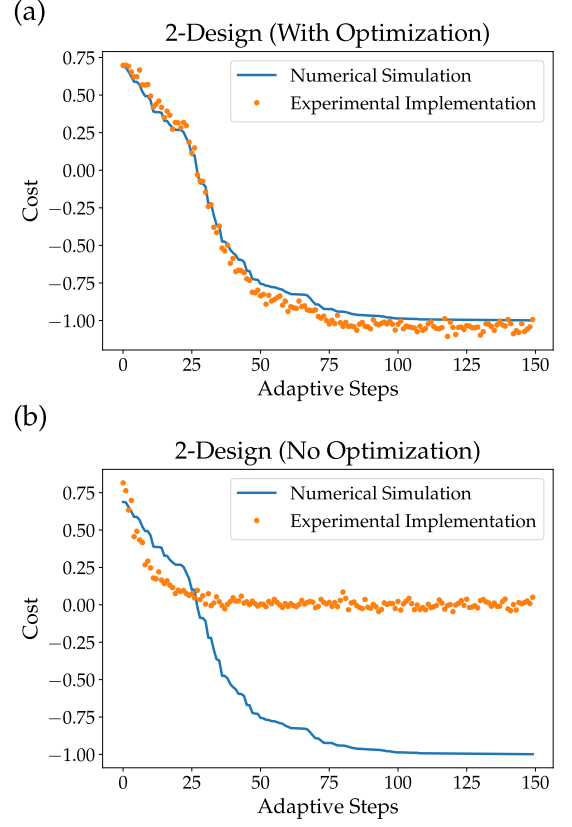 (a)
2-Design (With Optimization)
Numerical Simulation
Experimental Implementation
0.75
0.50
0.25
0.00
−0.25
−0.50
−0.75
−1.00
Cost
0 25 50 75 100 125 150
Adaptive Steps
(b)
2-Design (No Optimization)
Numerical Simulation
Experimental Implementation
0.75
0.50
0.25
0.00
−0.25
−0.50
−0.75
−1.00
Cost
0 25 50 75 100 125 150
Adaptive Steps